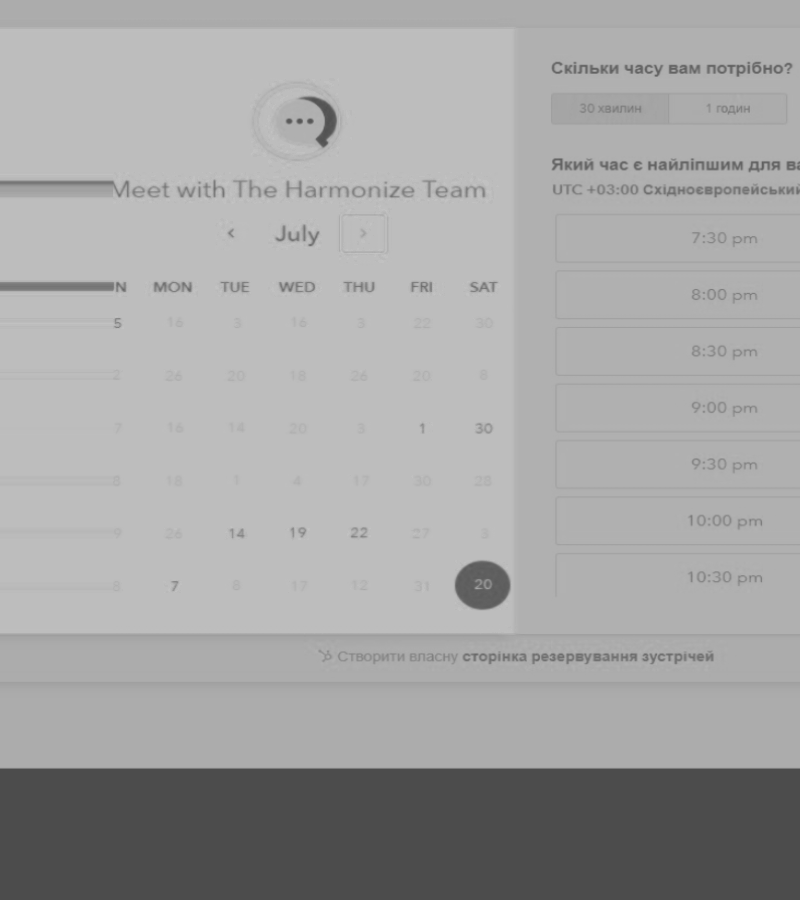 Meet with The Harmonize Team
‹ July ›
N MON TUE WED THU FRI SAT
5 16 3 16 3 22 30
2 26 20 18 26 20 8
7 16 14 20 3 1 30
8 18 1 4 17 30 28
9 26 14 19 22 27 3
8 7 8 17 12 31 20
Скільки часу вам потрібно?
30 хвилин 1 годин
Який час є найліпшим для ва
UTC +03:00 Східноєвропейський
7:30 pm
8:00 pm
8:30 pm
9:00 pm
9:30 pm
10:00 pm
10:30 pm
Створити власну сторінка резервування зустрічей